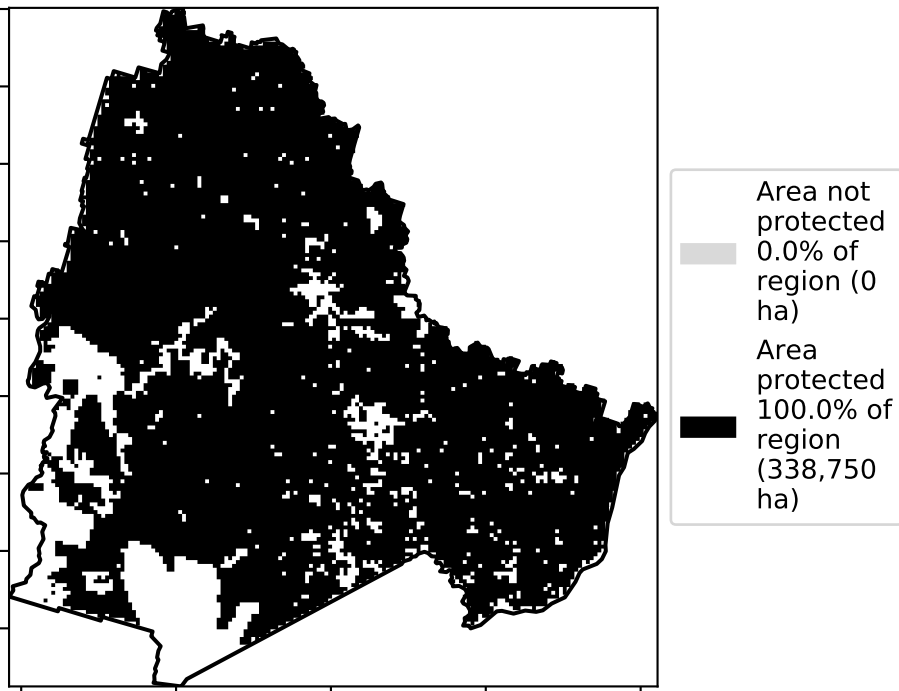 Area not
protected
0.0% of
region (0
ha)
Area
protected
100.0% of
region
(338,750
ha)